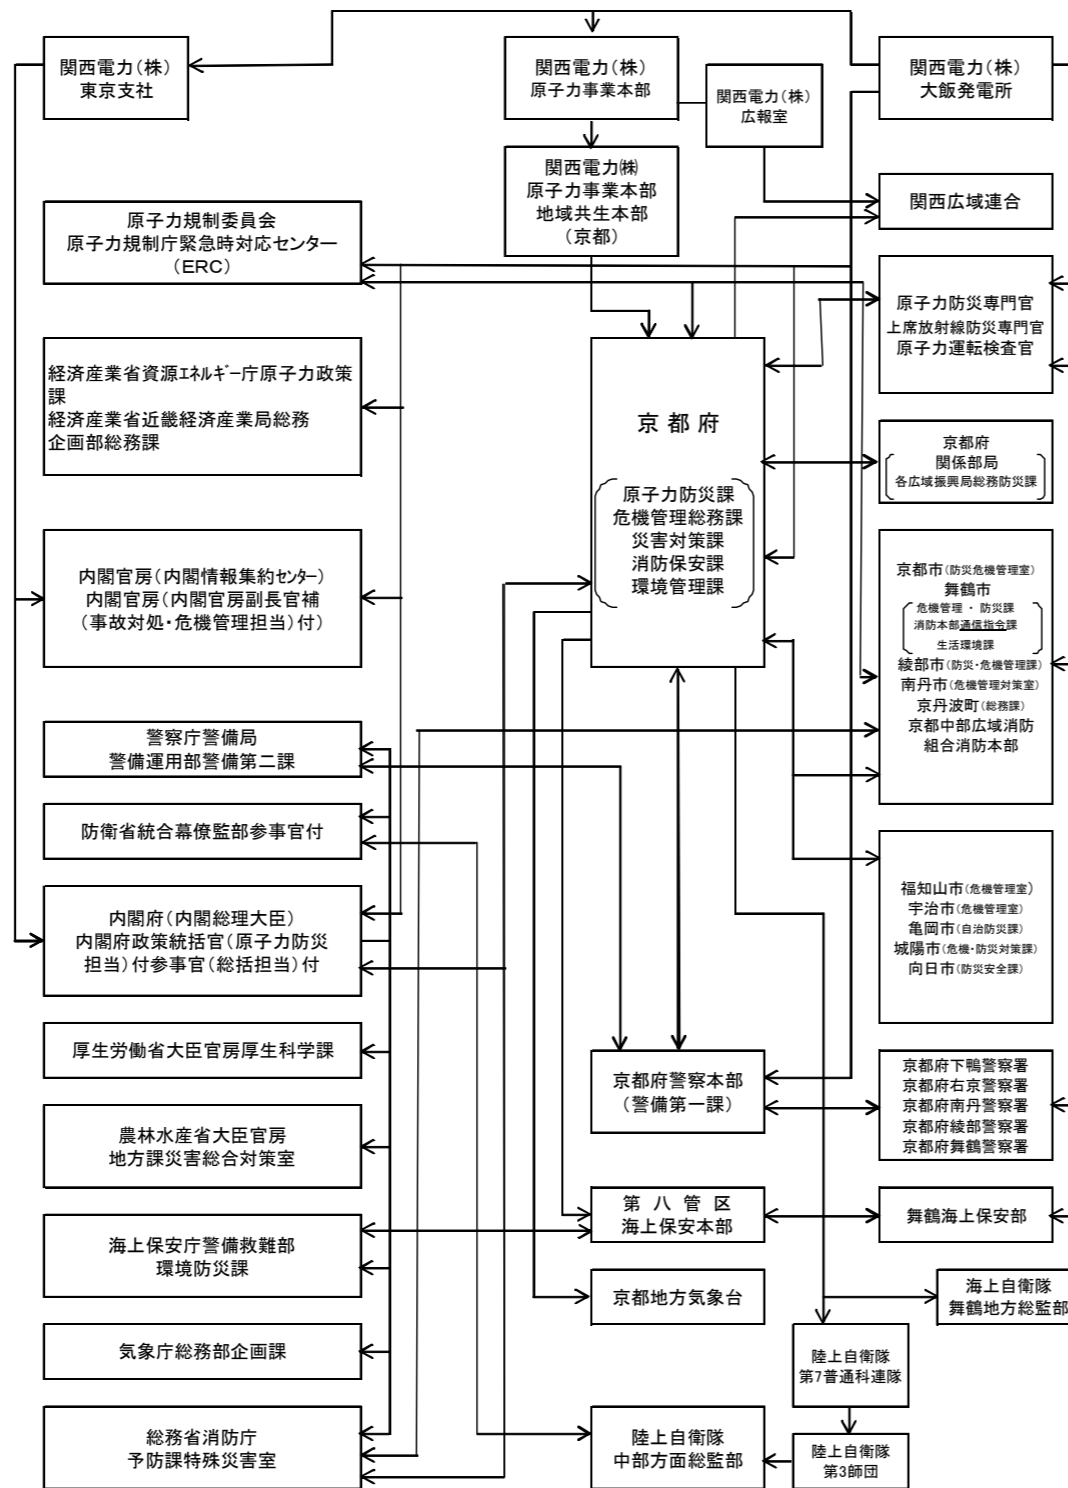 関西電力(株)
東京支社
関西電力(株)
原子力事業本部
関西電力(株)
広報室
関西電力(株)
大飯発電所
関西電力㈱
原子力事業本部
地域共生本部
(京都)
関西広域連合
原子力規制委員会
原子力規制庁緊急時対応センター
(ERC)
原子力防災専門官
上席放射線防災専門官
原子力運転検査官
経済産業省資源エネルギー庁原子力政策
課
経済産業省近畿経済産業局総務
企画部総務課
京都府
原子力防災課
危機管理総務課
災害対策課
消防保安課
環境管理課
京都府
関係部局
各広域振興局総務防災課
内閣官房(内閣情報集約センター)
内閣官房(内閣官房副長官補
(事故対処・危機管理担当)付)
京都市(防災危機管理室)
舞鶴市
危機管理・防災課
消防本部通信指令課
生活環境課
綾部市(防災・危機管理課)
南丹市(危機管理対策室)
京丹波町(総務課)
京都中部広域消防
組合消防本部
警察庁警備局
警備運用部警備第二課
防衛省統合幕僚監部参事官付
福知山市(危機管理室)
宇治市(危機管理室)
亀岡市(自治防災課)
城陽市(危機・防災対策課)
向日市(防災安全課)
内閣府(内閣総理大臣)
内閣府政策統括官(原子力防災
担当)付参事官(総括担当)付
厚生労働省大臣官房厚生科学課
京都府警察本部
(警備第一課)
京都府下鴨警察署
京都府右京警察署
京都府南丹警察署
京都府綾部警察署
京都府舞鶴警察署
農林水産省大臣官房
地方課災害総合対策室
第八管区
海上保安本部
舞鶴海上保安部
海上保安庁警備救難部
環境防災課
京都地方気象台
海上自衛隊
舞鶴地方総監部
気象庁総務部企画課
陸上自衛隊
第7普通科連隊
総務省消防庁
予防課特殊災害室
陸上自衛隊
中部方面総監部
陸上自衛隊
第3師団